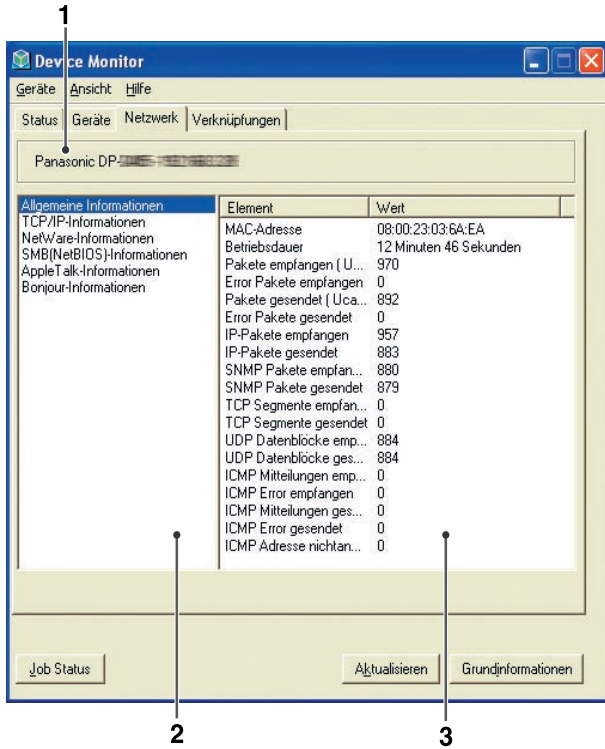 1
Device Monitor
Geräte Ansicht Hilfe
Status Geräte Netzwerk Verknüpfungen
Panasonic DP-
Allgemeine Informationen
TCP/IP-Informationen
NetWare-Informationen
SMB(NetBIOS)-Informationen
AppleTalk-Informationen
Bonjour-Informationen
Element Wert
MAC-Adresse 08:00:23:03:6A:EA
Betriebsdauer 12 Minuten 46 Sekunden
Pakete empfangen ( U... 970
Error Pakete empfangen 0
Pakete gesendet ( Uca... 892
Error Pakete gesendet 0
IP-Pakete empfangen 957
IP-Pakete gesendet 883
SNMP Pakete empfan... 880
SNMP Pakete gesendet 879
TCP Segmente empfan... 0
TCP Segmente gesendet 0
UDP Datenblöcke emp... 884
UDP Datenblöcke ges... 884
ICMP Mitteilungen emp... 0
ICMP Error empfangen 0
ICMP Mitteilungen ges... 0
ICMP Error gesendet 0
ICMP Adresse nichtan... 0
Job Status Aktualisieren Grundinformationen
2 3